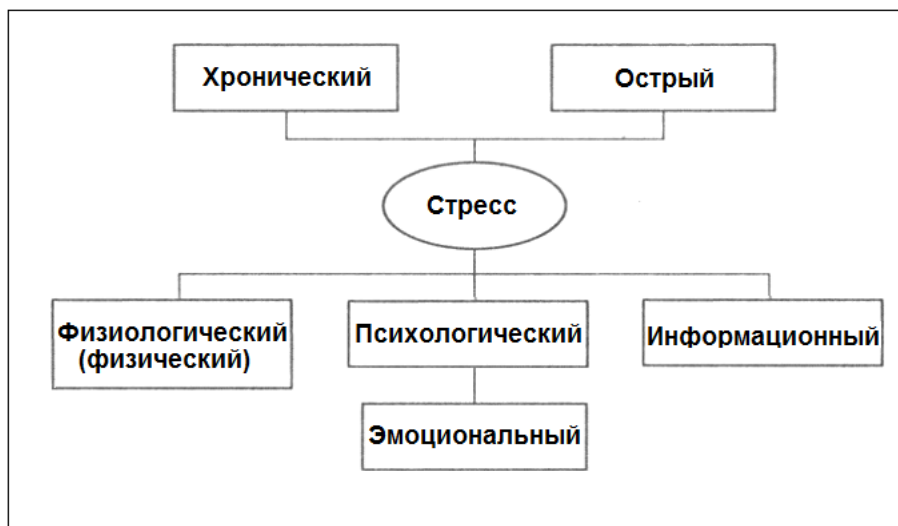 Хронический
Острый
Стресс
Физиологический
(физический)
Психологический
Информационный
Эмоциональный